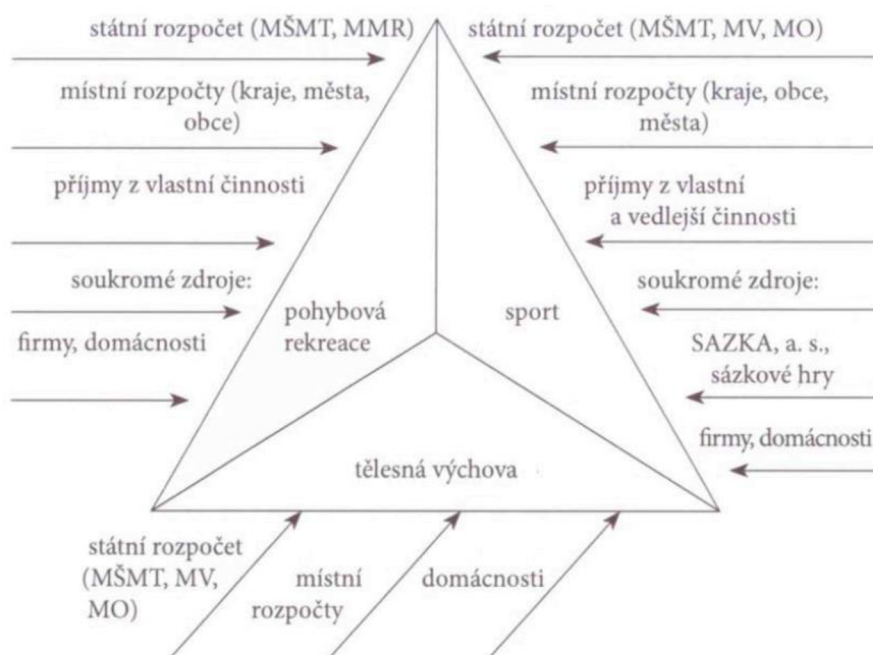 státní rozpočet (MŠMT, MMR)
místní rozpočty (kraje, města,
obce)
příjmy z vlastní činnosti
soukromé zdroje:
firmy, domácnosti
státní rozpočet (MŠMT, MV, MO)
místní rozpočty (kraje, obce,
města)
příjmy z vlastní
a vedlejší činnosti
soukromé zdroje:
SAZKA, a. s.,
sázkové hry
firmy, domácnosti
pohybová
rekreace
sport
tělesná výchova
státní rozpočet
(MŠMT, MV,
MO)
místní
rozpočty
domácnosti